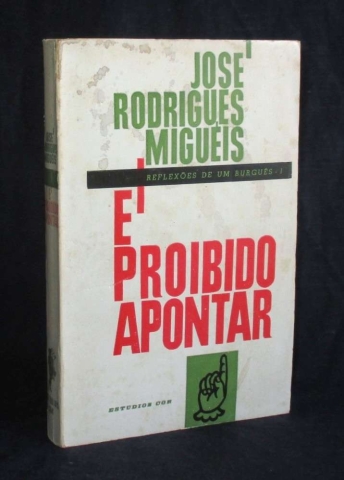 JOSÉ
RODRIGUES
MIGUÉIS
REFLEXÕES DE UM BURGUÊS - I
É
PROIBIDO
APONTAR
ESTUDIOS COR